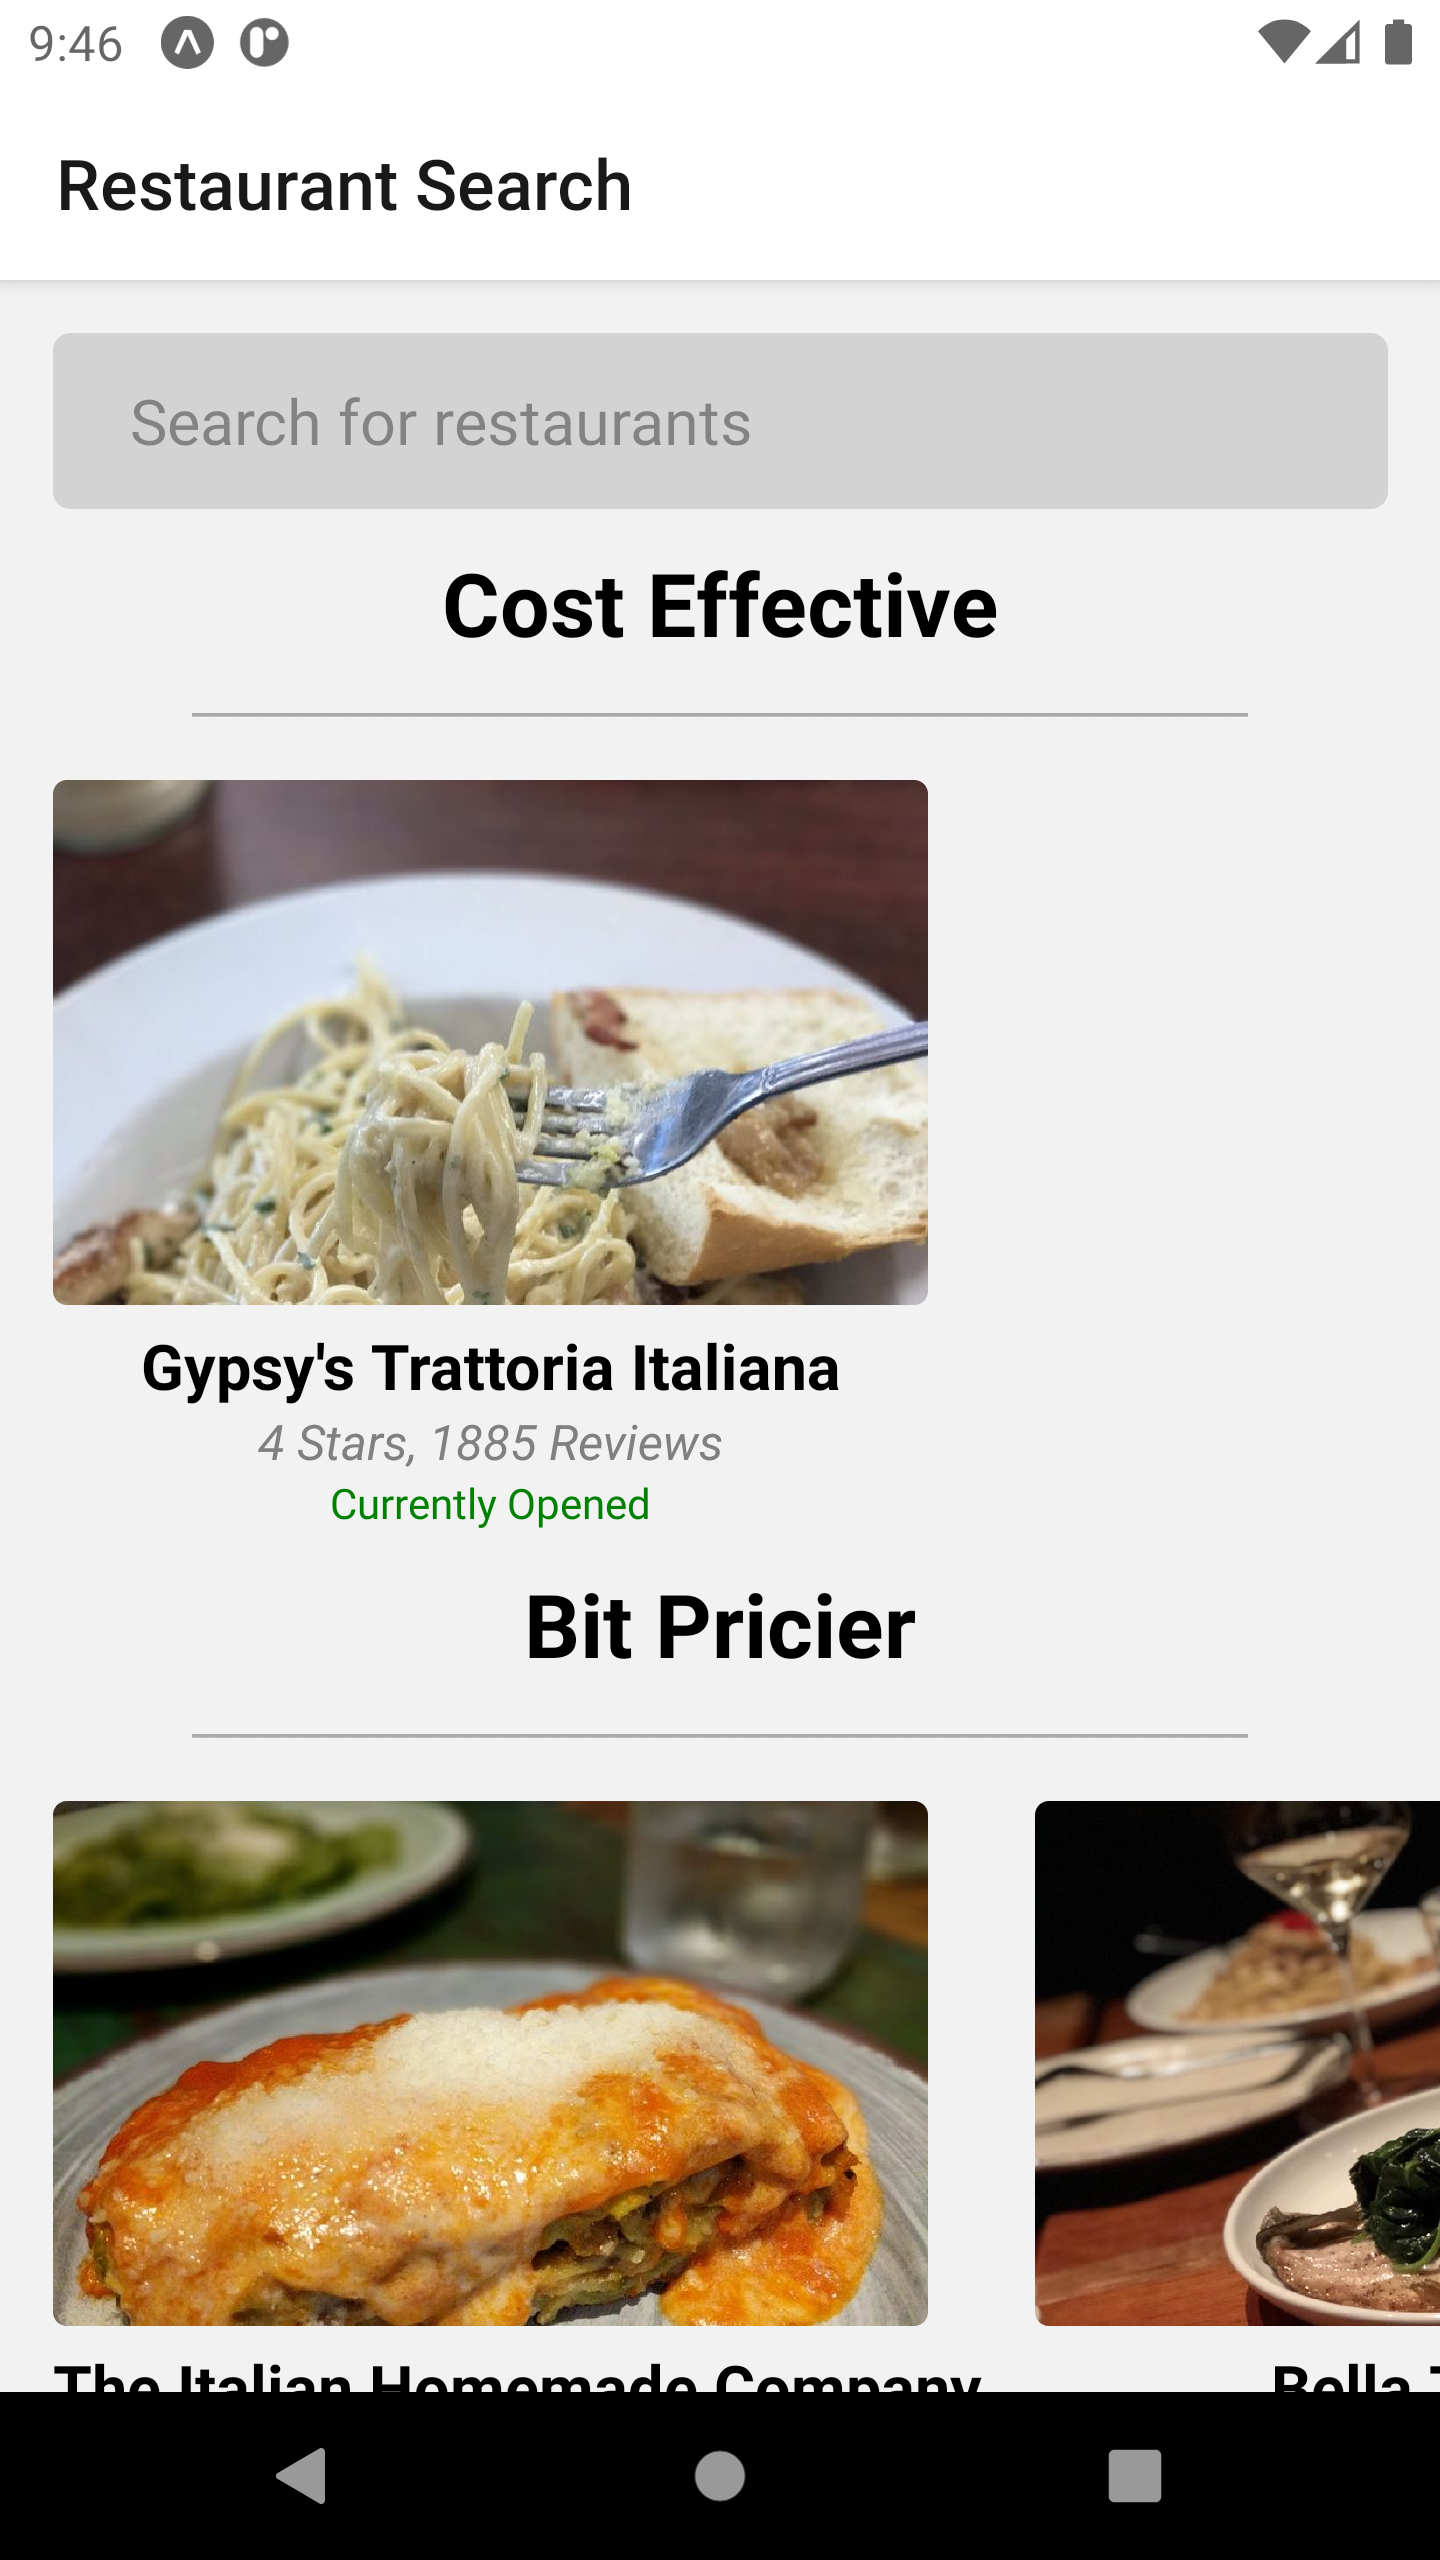 9:46
Restaurant Search
Search for restaurants
Cost Effective
Gypsy's Trattoria Italiana
4 Stars, 1885 Reviews
Currently Opened
Bit Pricier
The Italian Homemade Company
Bella